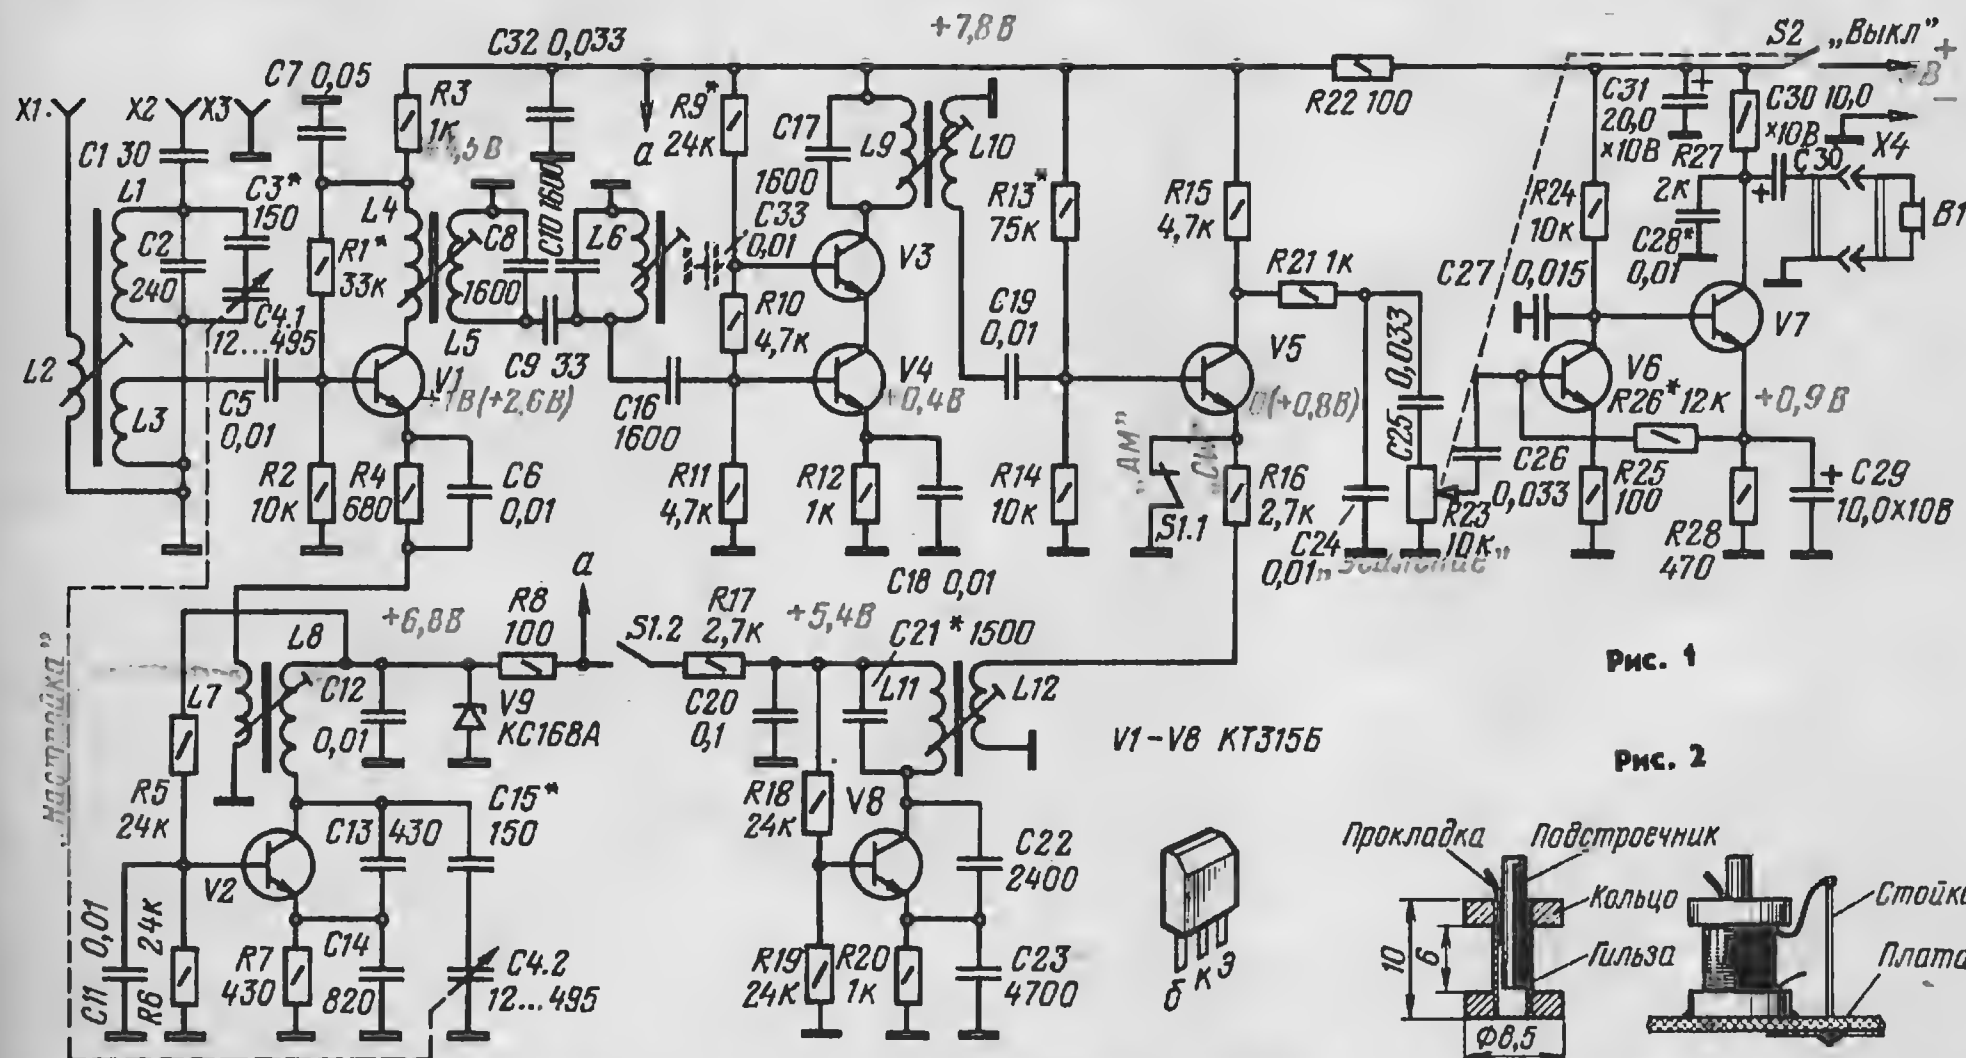 C32 0,033
+7,8В
S2 „Выкл”
+
C7 0,05
X1
X2
X3
C1 30
L1
C3*
150
C2
240
C4.1
12...495
L2
L3
C5
0,01
R3
1к
R1*
33к
L4
L5
V1
(+2,6В)
R2
10к
R4
680
C6
0,01
C8
1600
C10 1600
C9 33
L6
C16
1600
а
R9*
24к
C33
0,01
R10
4,7к
R11
4,7к
C17
1600
L9
L10
V3
V4
+0,4В
R12
1к
C18 0,01
R13*
75к
C19
0,01
R14
10к
R15
4,7к
V5
(+0,8В)
S1.1
R16
2,7к
R21 1к
C24
0,01
C25 0,033
R23
10к
R22 100
C31
20,0
×10В
R24
10к
C27 0,015
V6
C26
0,033
R25
100
R26* 12к
C30 10,0
×10В
R27
2к
C28*
0,01
C30
X4
В1
V7
+0,9В
R28
470
C29
10,0×10В
„Настройка”
R5
24к
L7
L8
+6,8В
R8
100
а
C12
0,01
V9
КС168А
V2
C11 0,01
R6 24к
R7
430
C13 430
C14
820
C15*
150
C4.2
12...495
S1.2
R17
2,7к
+5,4В
C20
0,1
C21* 1500
L11
L12
R18
24к
V8
C22
2400
R19
24к
R20
1к
C23
4700
V1-V8 КТ315Б
Рис. 1
Рис. 2
б к э
Прокладка
Подстроечник
Кольцо
Гильза
10
6
Ф8,5
Стойка
Плата